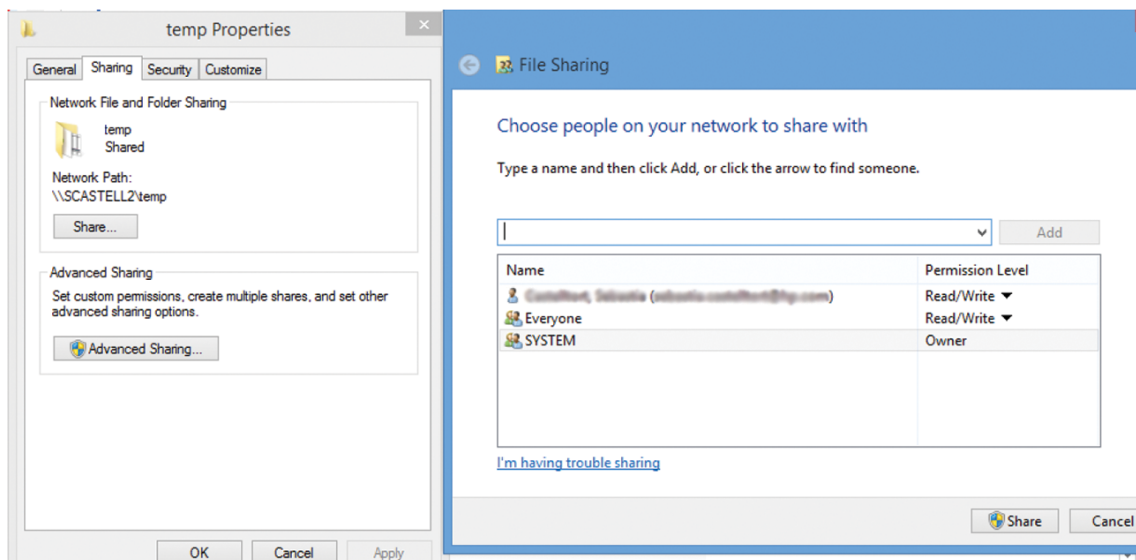 temp Properties
General
Sharing
Security
Customize
Network File and Folder Sharing
temp
Shared
Network Path:
\\SCASTELL2\temp
Share...
Advanced Sharing
Set custom permissions, create multiple shares, and set other
advanced sharing options.
Advanced Sharing...
OK
Cancel
Apply
File Sharing
Choose people on your network to share with
Type a name and then click Add, or click the arrow to find someone.
Add
Name
Permission Level
Read/Write
Everyone
Read/Write
SYSTEM
Owner
I'm having trouble sharing
Share
Cancel